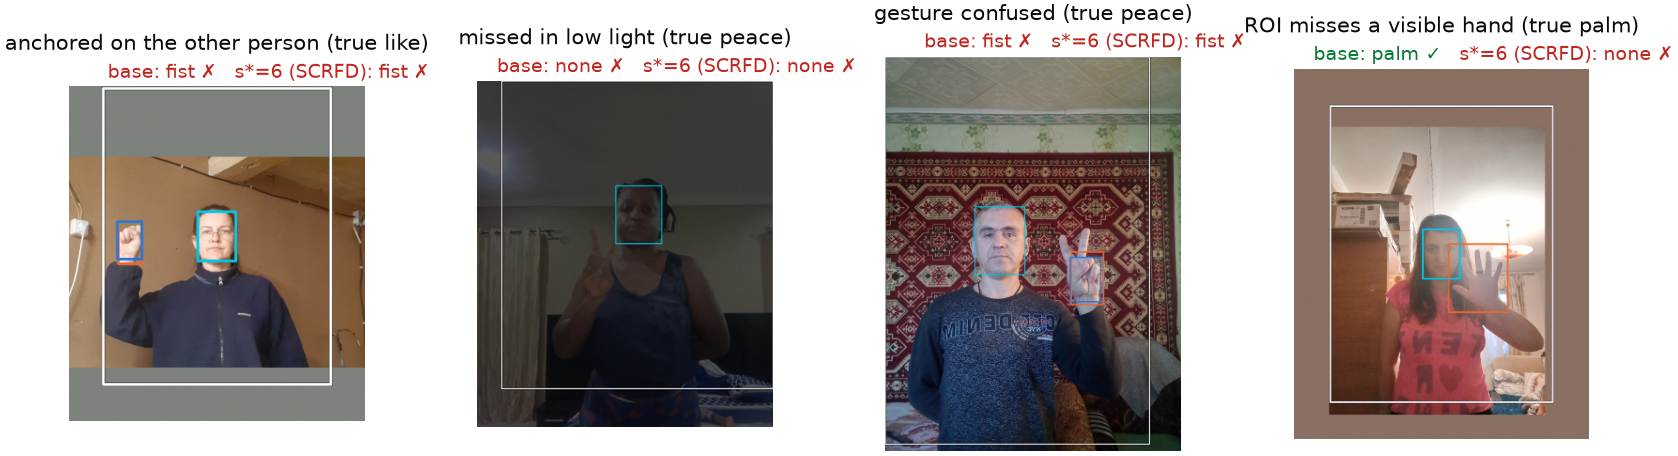 anchored on the other person (true like)
base: fist ✗ s*=6 (SCRFD): fist ✗
missed in low light (true peace)
base: none ✗ s*=6 (SCRFD): none ✗
gesture confused (true peace)
base: fist ✗ s*=6 (SCRFD): fist ✗
ROI misses a visible hand (true palm)
base: palm ✓ s*=6 (SCRFD): none ✗
DENIM